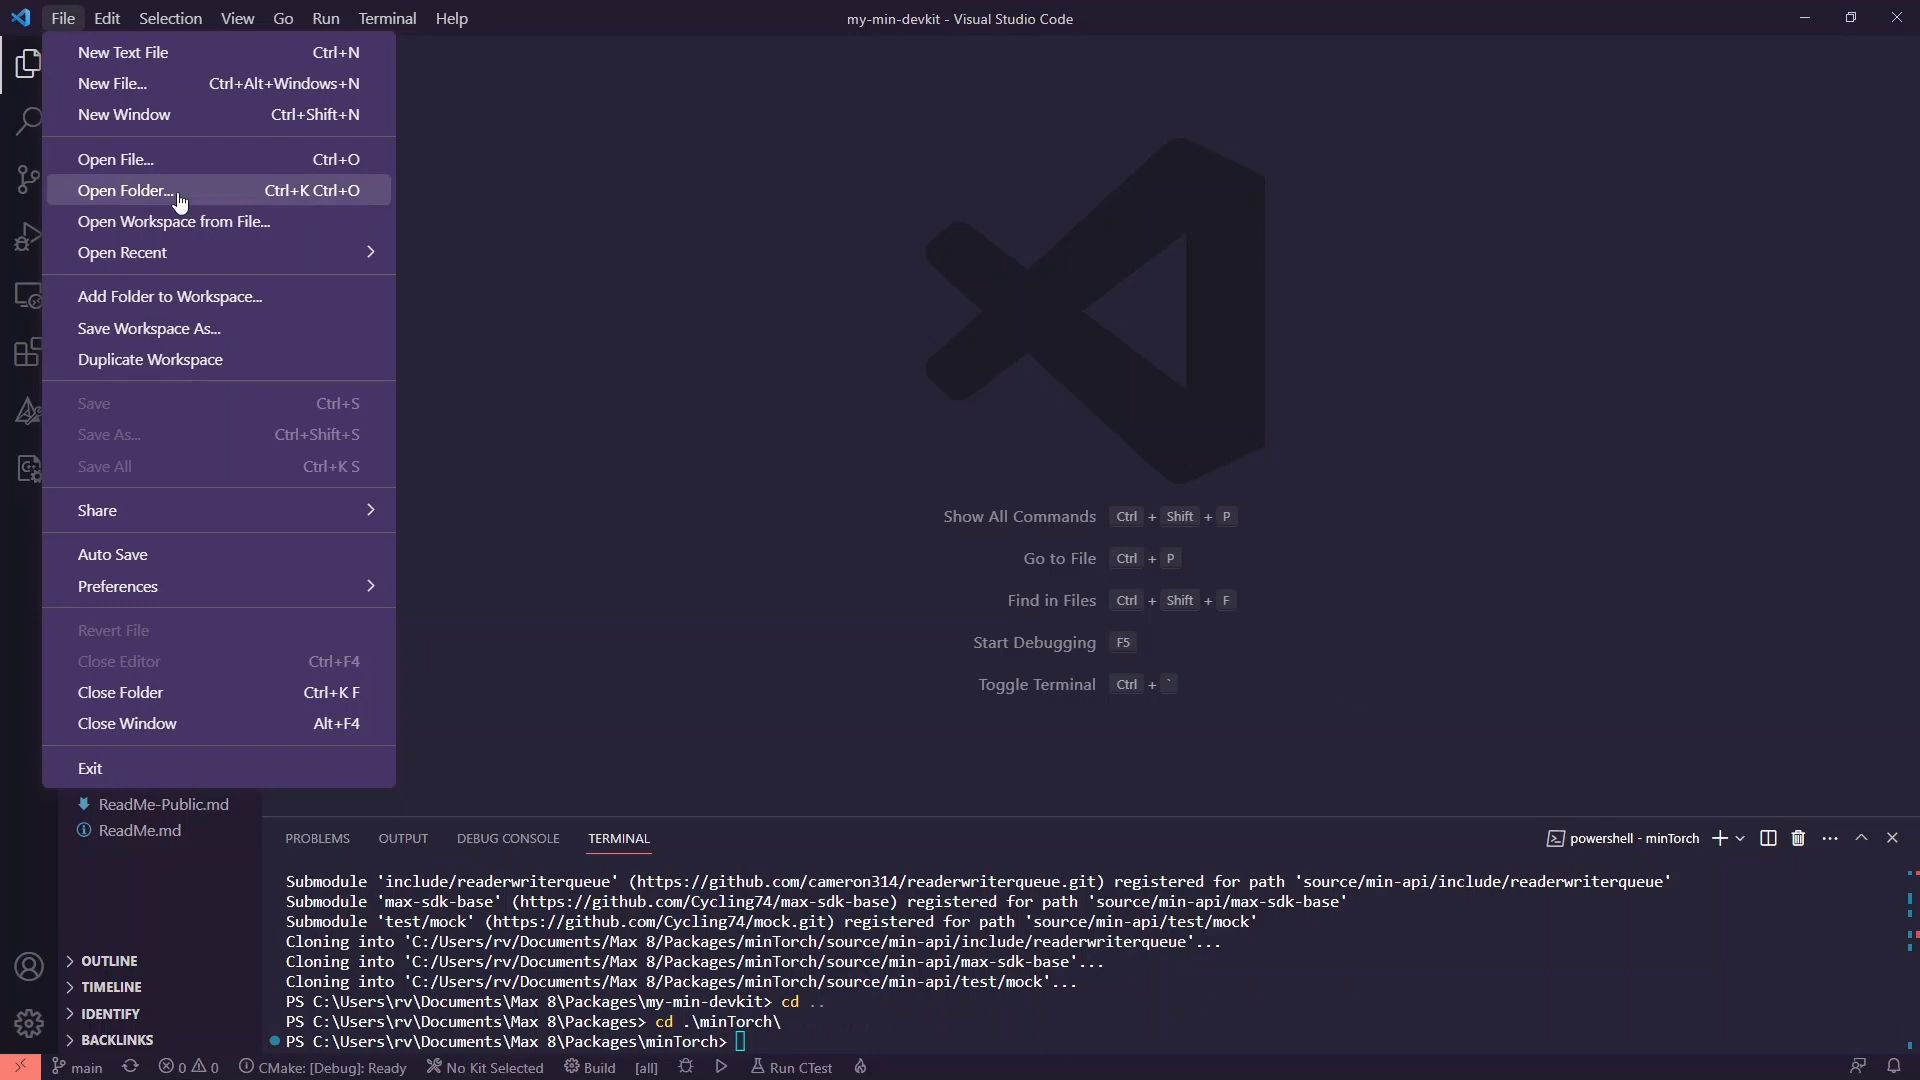 File Edit Selection View Go Run Terminal Help
my-min-devkit - Visual Studio Code
New Text File Ctrl+N
New File... Ctrl+Alt+Windows+N
New Window Ctrl+Shift+N
Open File... Ctrl+O
Open Folder... Ctrl+K Ctrl+O
Open Workspace from File...
Open Recent
Add Folder to Workspace...
Save Workspace As...
Duplicate Workspace
Save Ctrl+S
Save As... Ctrl+Shift+S
Save All Ctrl+K S
Share
Auto Save
Preferences
Revert File
Close Editor Ctrl+F4
Close Folder Ctrl+K F
Close Window Alt+F4
Exit
Show All Commands Ctrl + Shift + P
Go to File Ctrl + P
Find in Files Ctrl + Shift + F
Start Debugging F5
Toggle Terminal Ctrl + `
ReadMe-Public.md
ReadMe.md
OUTLINE
TIMELINE
IDENTIFY
BACKLINKS
PROBLEMS OUTPUT DEBUG CONSOLE TERMINAL
powershell - minTorch
Submodule 'include/readerwriterqueue' (https://github.com/cameron314/readerwriterqueue.git) registered for path 'source/min-api/include/readerwriterqueue'
Submodule 'max-sdk-base' (https://github.com/Cycling74/max-sdk-base) registered for path 'source/min-api/max-sdk-base'
Submodule 'test/mock' (https://github.com/Cycling74/mock.git) registered for path 'source/min-api/test/mock'
Cloning into 'C:/Users/rv/Documents/Max 8/Packages/minTorch/source/min-api/include/readerwriterqueue'...
Cloning into 'C:/Users/rv/Documents/Max 8/Packages/minTorch/source/min-api/max-sdk-base'...
Cloning into 'C:/Users/rv/Documents/Max 8/Packages/minTorch/source/min-api/test/mock'...
PS C:\Users\rv\Documents\Max 8\Packages\my-min-devkit> cd ..
PS C:\Users\rv\Documents\Max 8\Packages> cd .\minTorch\
PS C:\Users\rv\Documents\Max 8\Packages\minTorch>
main 0 0 CMake: [Debug]: Ready No Kit Selected Build [all] Run CTest